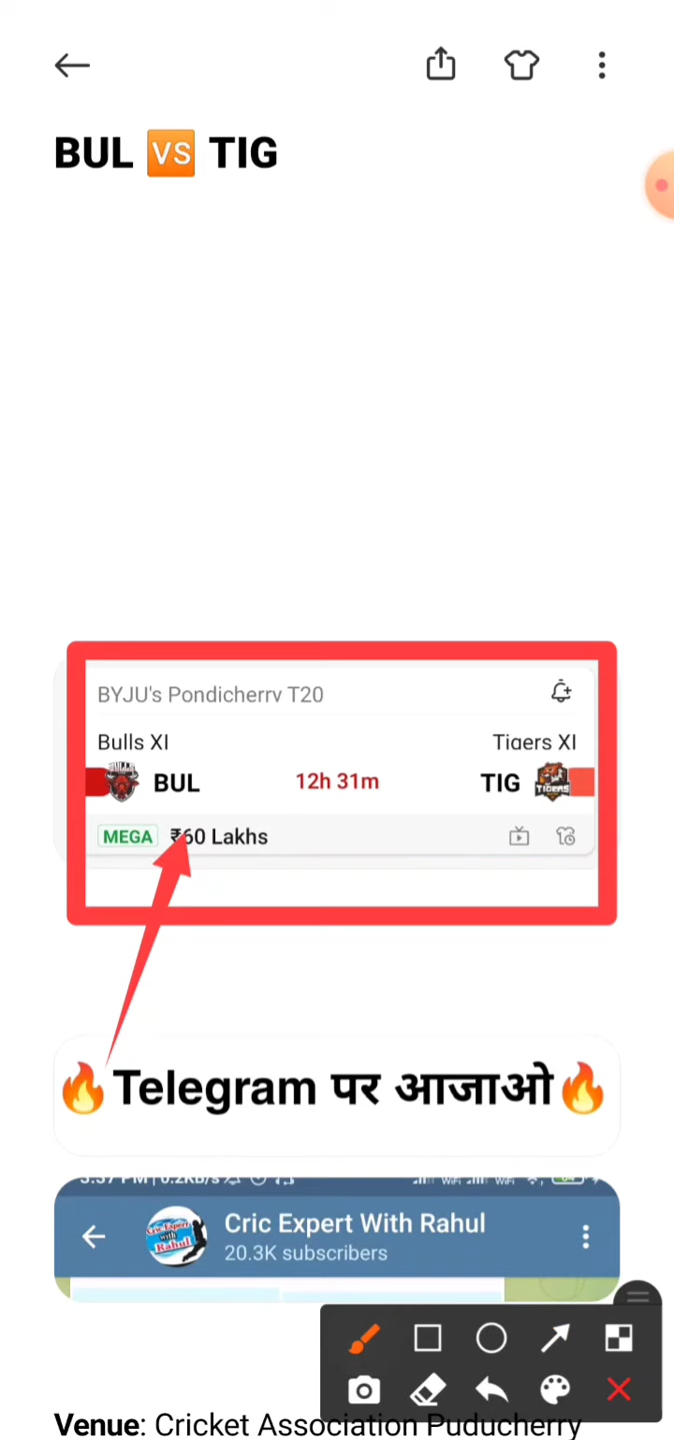 BUL 🆚 TIG
BYJU's Pondicherry T20
Bulls XI Tigers XI
BUL 12h 31m TIG
MEGA ₹60 Lakhs
🔥Telegram पर आजाओ🔥
Cric Expert With Rahul
20.3K subscribers
Venue: Cricket Association Puducherry